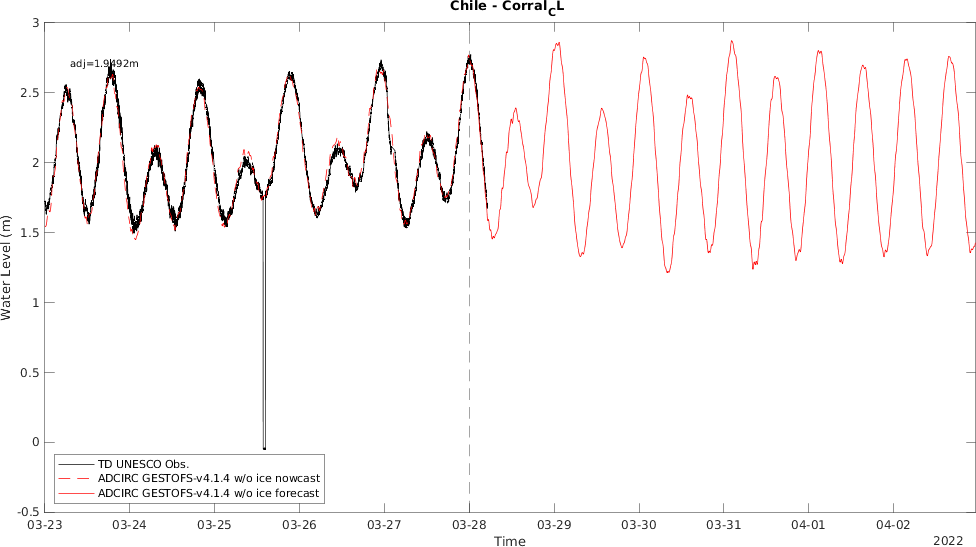 Chile - Corral_CL
adj=1.9492m
3
2.5
2
1.5
1
0.5
0
-0.5
Water Level (m)
TD UNESCO Obs.
ADCIRC GESTOFS-v4.1.4 w/o ice nowcast
ADCIRC GESTOFS-v4.1.4 w/o ice forecast
03-23 03-24 03-25 03-26 03-27 03-28 03-29 03-30 03-31 04-01 04-02
Time
2022